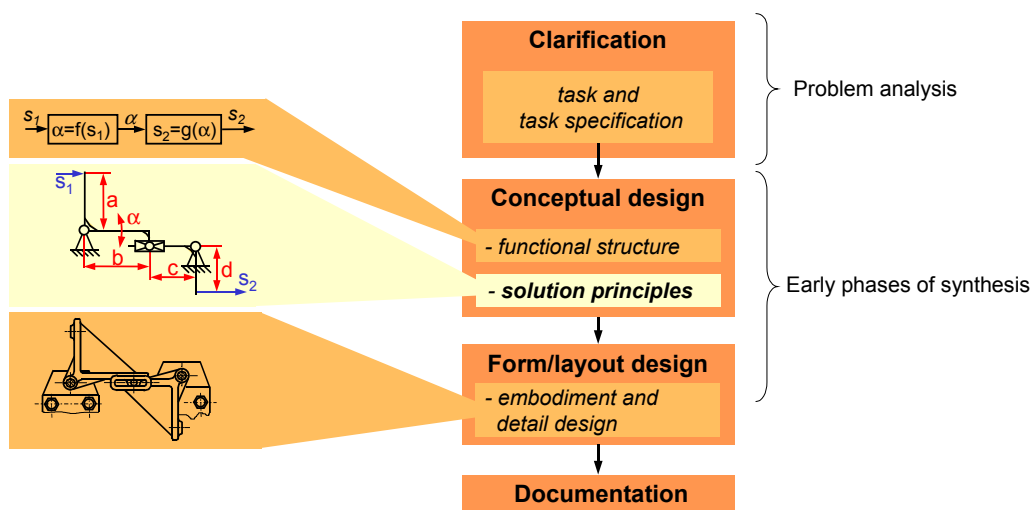 Clarification
task and
task specification
Problem analysis
s₁ α=f(s₁) α s₂=g(α) s₂
s₁
a
α
b
c
d
s₂
Conceptual design
- functional structure
- solution principles
Early phases of synthesis
Form/layout design
- embodiment and
detail design
Documentation